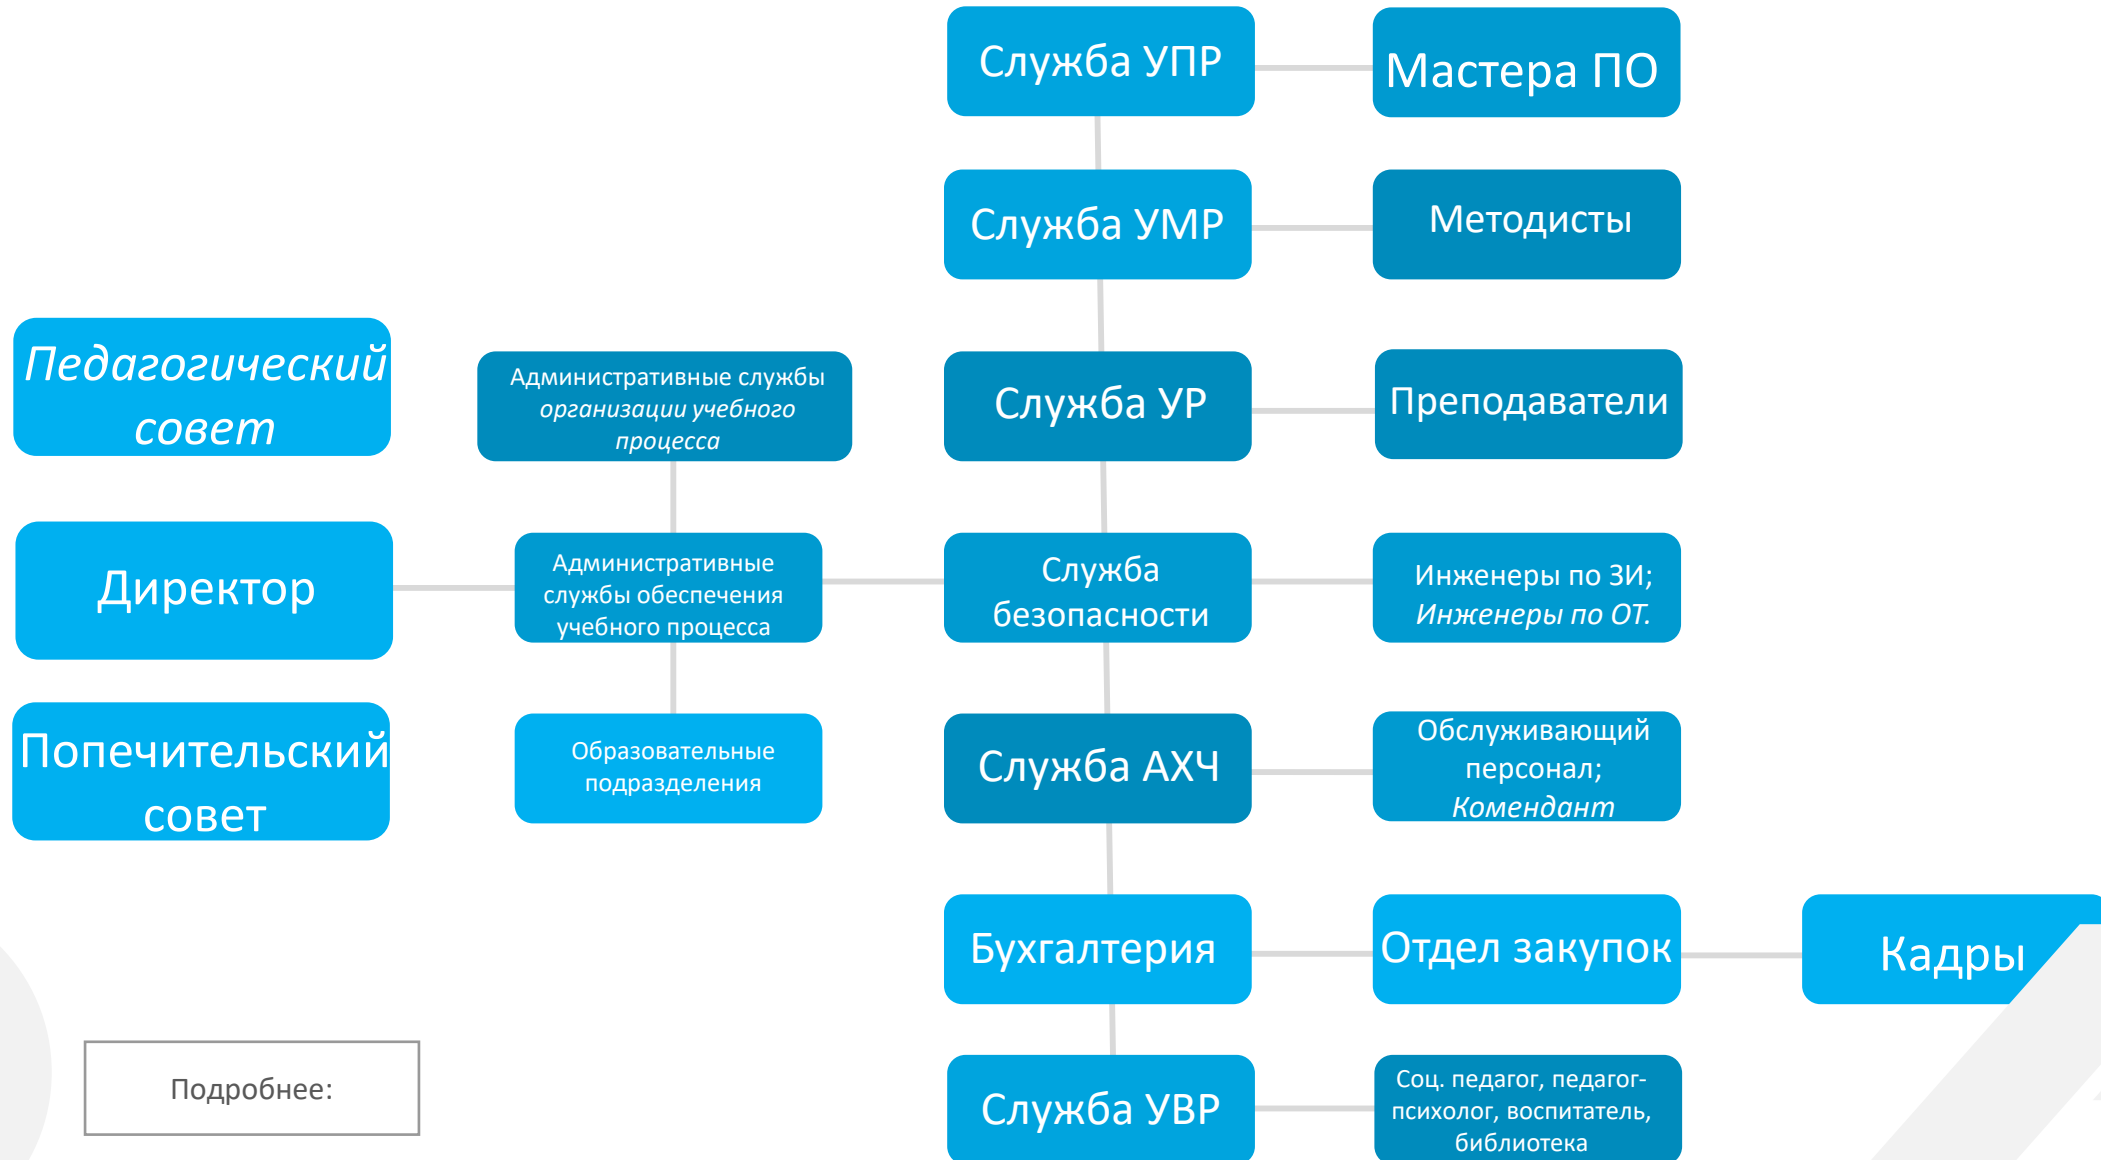 Служба УПР
Мастера ПО
Служба УМР
Методисты
Педагогический
совет
Административные службы
организации учебного
процесса
Служба УР
Преподаватели
Директор
Административные
службы обеспечения
учебного процесса
Служба
безопасности
Инженеры по ЗИ;
Инженеры по ОТ.
Попечительский
совет
Образовательные
подразделения
Служба АХЧ
Обслуживающий
персонал;
Комендант
Бухгалтерия
Отдел закупок
Кадры
Подробнее:
Служба УВР
Соц. педагог, педагог-
психолог, воспитатель,
библиотека